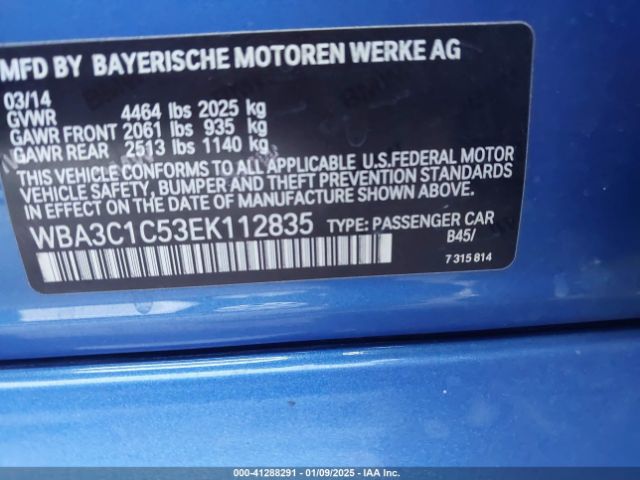 MFD BY BAYERISCHE MOTOREN WERKE AG
03/14
GVWR 4464 lbs 2025 kg
GAWR FRONT 2061 lbs 935 kg
GAWR REAR 2513 lbs 1140 kg
THIS VEHICLE CONFORMS TO ALL APPLICABLE U.S.FEDERAL MOTOR
VEHICLE SAFETY, BUMPER, AND THEFT PREVENTION STANDARDS
IN EFFECT ON THE DATE OF MANUFACTURE SHOWN ABOVE.
WBA3C1C53EK112835 TYPE: PASSENGER CAR
B45/
7 315 814
000-41288291 - 01/09/2025 - IAA Inc.